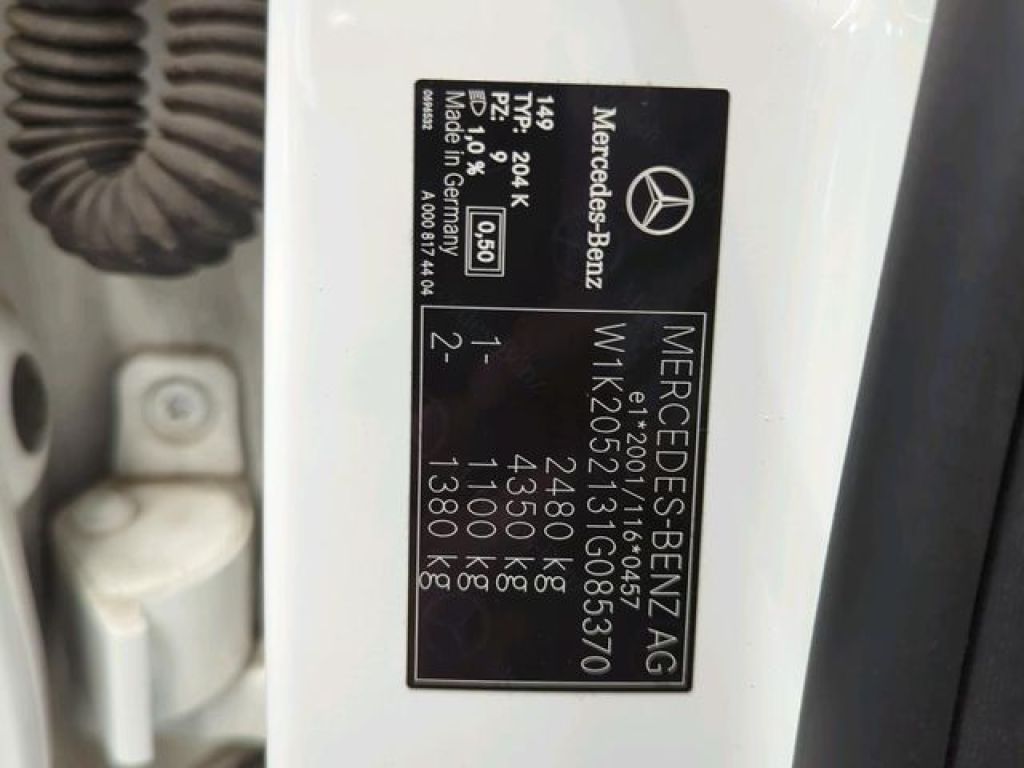 Mercedes-Benz
149
TYP: 204 K
PZ: 9
1,0 %
0,50
Made in Germany
0696532
A 000 817 44 04
MERCEDES-BENZ AG
e1*2001/116*0457
W1K2052131G085370
2480 kg
4350 kg
1- 1100 kg
2- 1380 kg